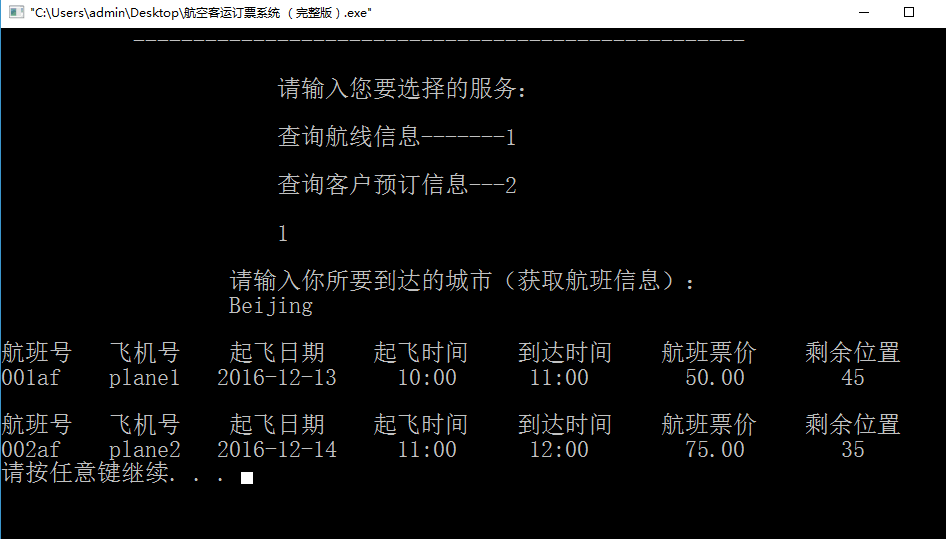 "C:\Users\admin\Desktop\航空客运订票系统 （完整版）.exe"
---------------------------------------------------
请输入您要选择的服务：
查询航线信息-------1
查询客户预订信息---2
1
请输入你所要到达的城市（获取航班信息）：
Beijing
航班号 飞机号 起飞日期 起飞时间 到达时间 航班票价 剩余位置
001af plane1 2016-12-13 10:00 11:00 50.00 45
航班号 飞机号 起飞日期 起飞时间 到达时间 航班票价 剩余位置
002af plane2 2016-12-14 11:00 12:00 75.00 35
请按任意键继续. . .